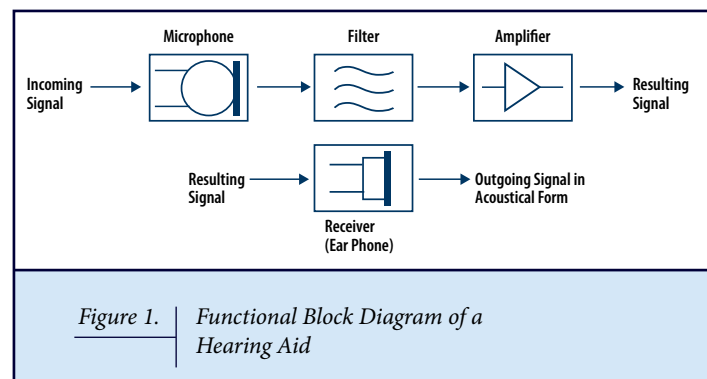 Microphone
Filter
Amplifier
Incoming
Signal
Resulting
Signal
Resulting
Signal
Outgoing Signal in
Acoustical Form
Receiver
(Ear Phone)
Figure 1.
Functional Block Diagram of a
Hearing Aid